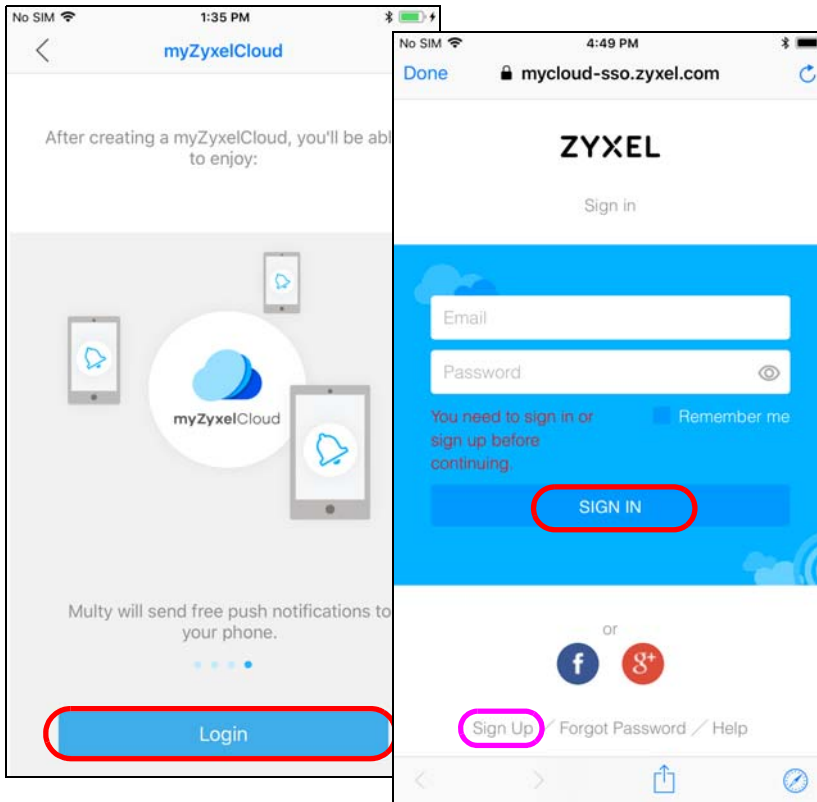 No SIM 1:35 PM
myZyxelCloud
After creating a myZyxelCloud, you'll be abl
to enjoy:
myZyxelCloud
Multy will send free push notifications to
your phone.
Login
No SIM 4:49 PM
Done mycloud-sso.zyxel.com
ZYXEL
Sign in
Email
Password
You need to sign in or
sign up before
continuing.
Remember me
SIGN IN
or
f g+
Sign Up / Forgot Password / Help